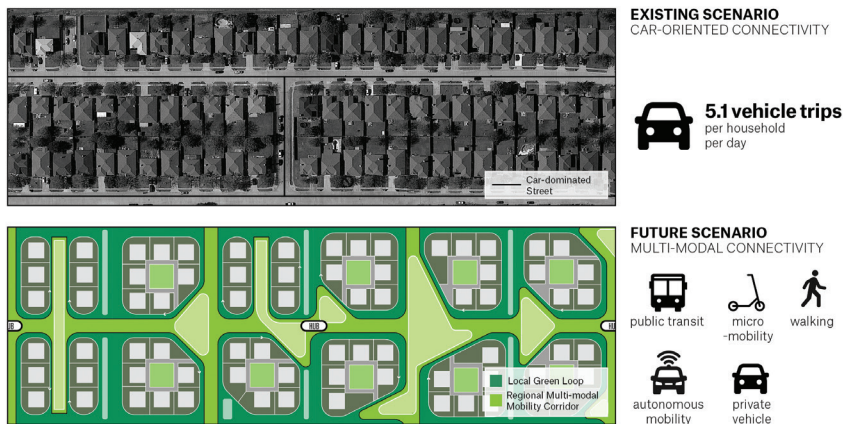 EXISTING SCENARIO
CAR-ORIENTED CONNECTIVITY
5.1 vehicle trips
per household
per day
Car-dominated
Street
FUTURE SCENARIO
MULTI-MODAL CONNECTIVITY
public transit
micro
-mobility
walking
autonomous
mobility
private
vehicle
UB
HUB
HU
Local Green Loop
Regional Multi-modal
Mobility Corridor